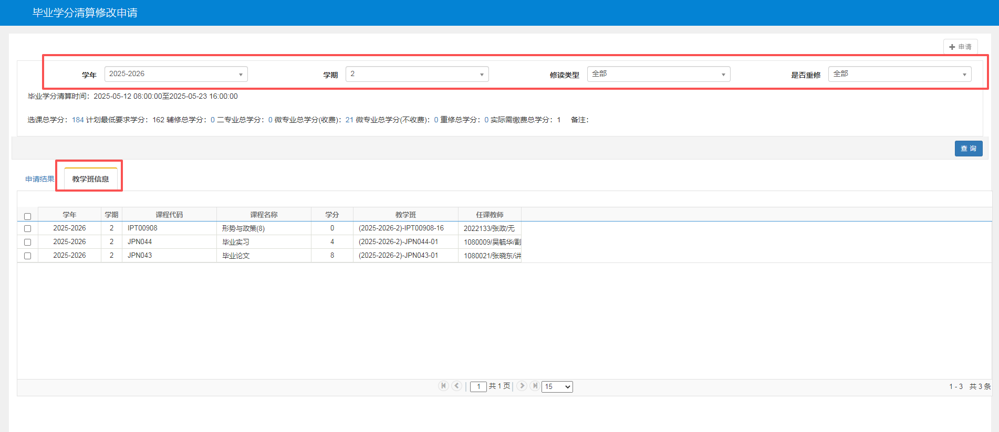 毕业学分清算修改申请
申请
学年 2025-2026 学期 2 修读类型 全部 是否重修 全部
毕业学分清算时间：2025-05-12 08:00:00至2025-05-23 16:00:00
选课总学分：184 计划最低要求学分：162 辅修总学分：0 二专业总学分：0 微专业总学分(收费)：21 微专业总学分(不收费)：0 重修总学分：0 实际需缴费总学分：1 备注：
查 询
申请结果 教学班信息
学年 学期 课程代码 课程名称 学分 教学班 任课教师
2025-2026 2 IPT00908 形势与政策(8) 0 (2025-2026-2)-IPT00908-16 2022133/张政/无
2025-2026 2 JPN044 毕业实习 4 (2025-2026-2)-JPN044-01 1080009/吴毓华/副
2025-2026 2 JPN043 毕业论文 8 (2025-2026-2)-JPN043-01 1080021/张晓东/讲
1 共 1 页 15 1 - 3 共 3 条